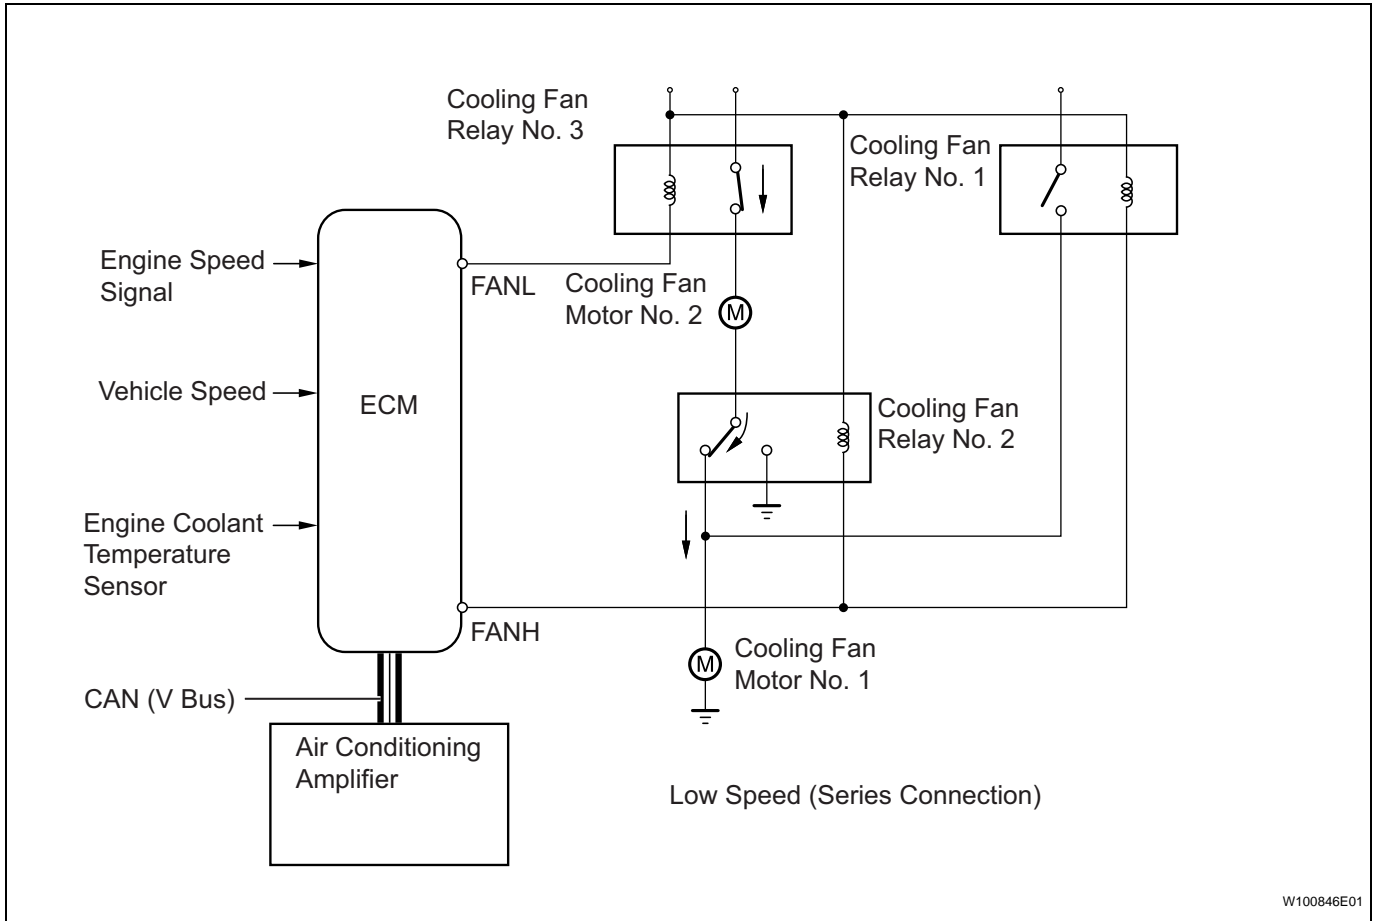 Cooling Fan
Relay No. 3
Cooling Fan
Relay No. 1
Engine Speed
Signal
FANL
Cooling Fan
Motor No. 2
M
Vehicle Speed
ECM
Cooling Fan
Relay No. 2
Engine Coolant
Temperature
Sensor
FANH
Cooling Fan
Motor No. 1
M
CAN (V Bus)
Air Conditioning
Amplifier
Low Speed (Series Connection)
W100846E01